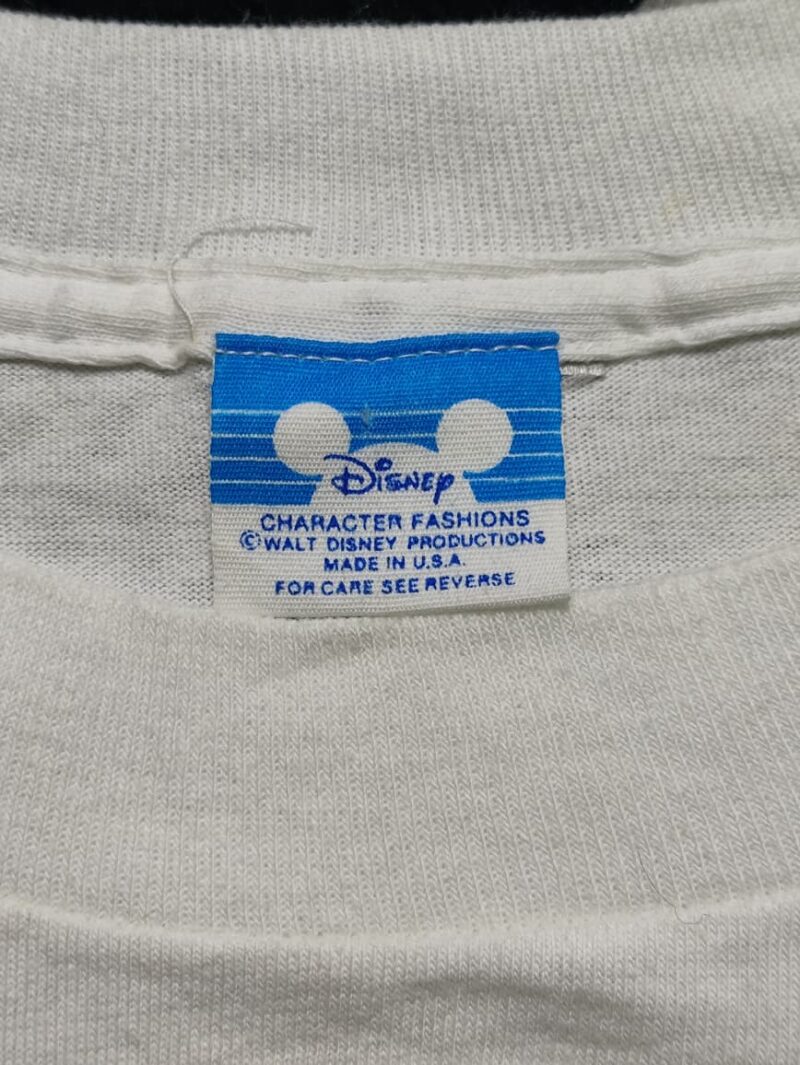 Disney
CHARACTER FASHIONS
©WALT DISNEY PRODUCTIONS
MADE IN U.S.A.
FOR CARE SEE REVERSE